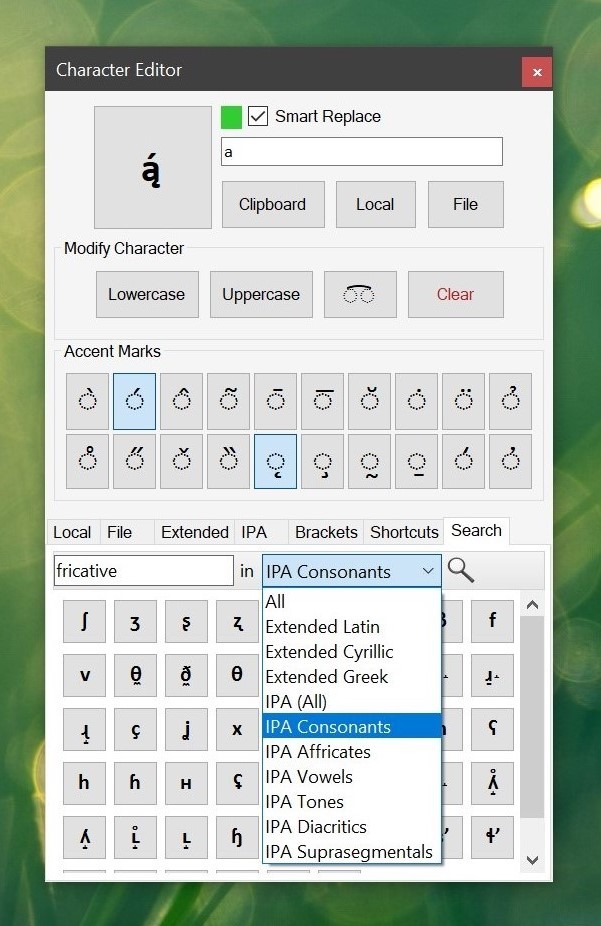 Character Editor
x
Smart Replace
ą́
a
Clipboard Local File
Modify Character
Lowercase Uppercase ◌͡◌ Clear
Accent Marks
◌̀ ◌́ ◌̂ ◌̃ ◌̄ ◌̅ ◌̆ ◌̇ ◌̈ ◌̉
◌̊ ◌̋ ◌̌ ◌̏ ◌̨ ◌̧ ◌̰ ◌̱
Local File Extended IPA Brackets Shortcuts Search
fricative in IPA Consonants
All
Extended Latin
Extended Cyrillic
Extended Greek
IPA (All)
IPA Consonants
IPA Affricates
IPA Vowels
IPA Tones
IPA Diacritics
IPA Suprasegmentals
ʃ ʒ ʂ ʐ f
v θ̠ ð̠ θ
ç ʝ x ʕ
h ɦ ʜ ʢ
ɧ